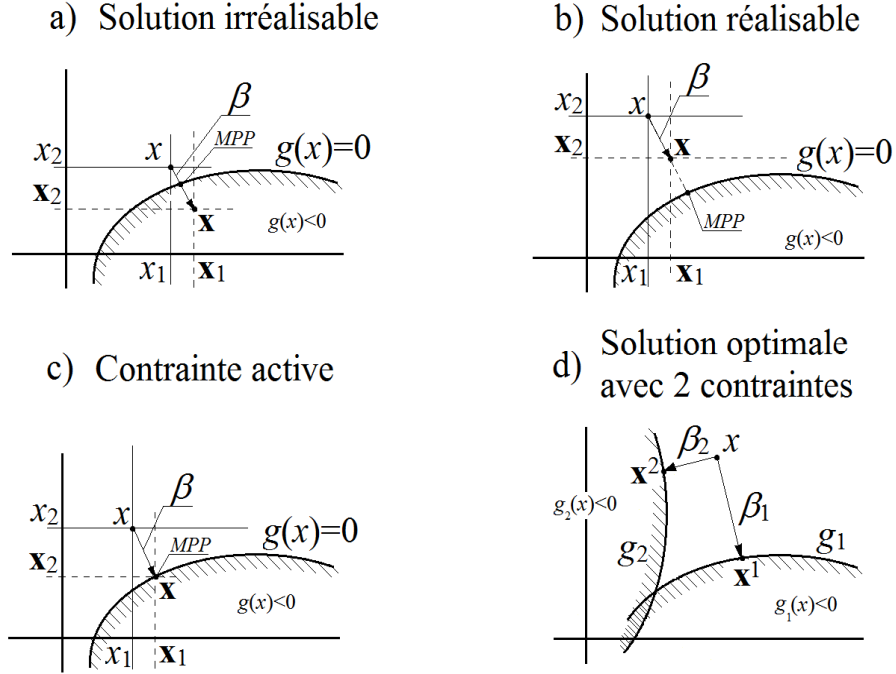 a) Solution irréalisable
β
MPP
x₂
x
g(x)=0
𝐱₂
𝐱
g(x)<0
x₁
𝐱₁
b) Solution réalisable
x₂
x
β
𝐱₂
𝐱
g(x)=0
MPP
g(x)<0
x₁
𝐱₁
c) Contrainte active
β
x₂
x
g(x)=0
MPP
𝐱₂
𝐱
g(x)<0
x₁
𝐱₁
d) Solution optimale
avec 2 contraintes
β₂
x
𝐱²
g₂(x)<0
β₁
g₂
g₁
𝐱¹
g₁(x)<0